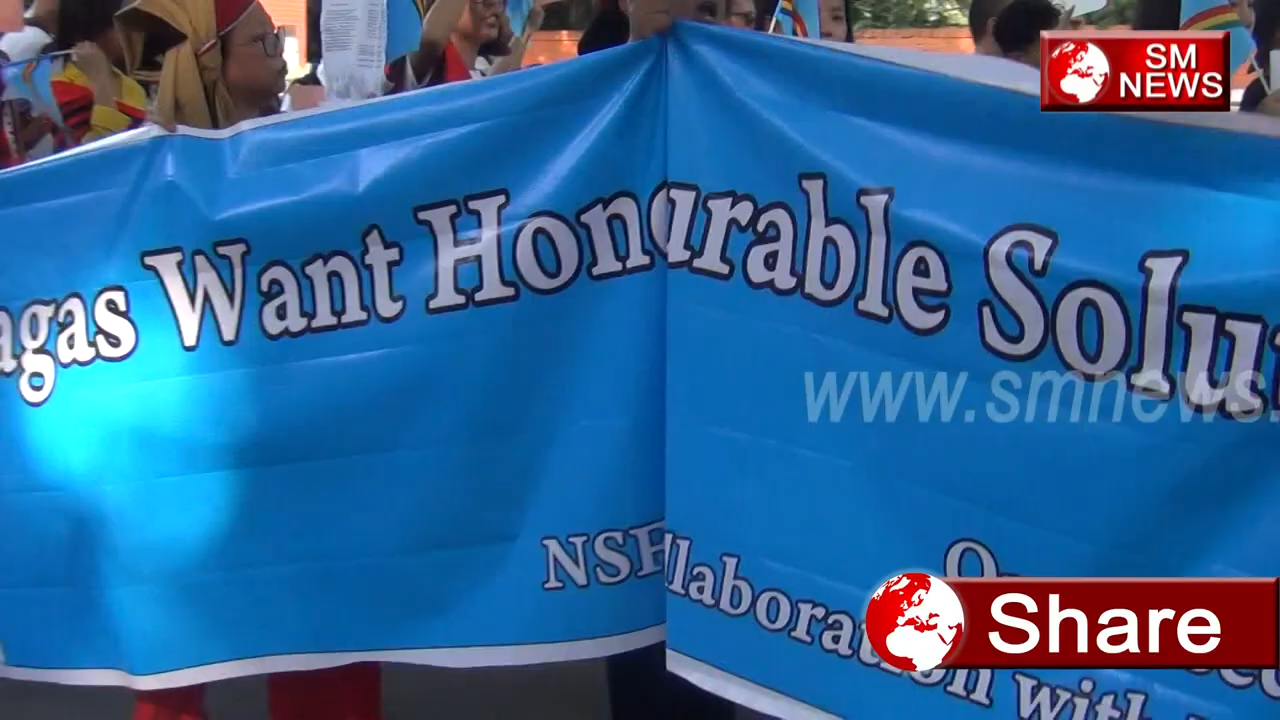 SM
NEWS
agas Want Honourable Solu
www.smnews.
NSF
llaboration with
Share